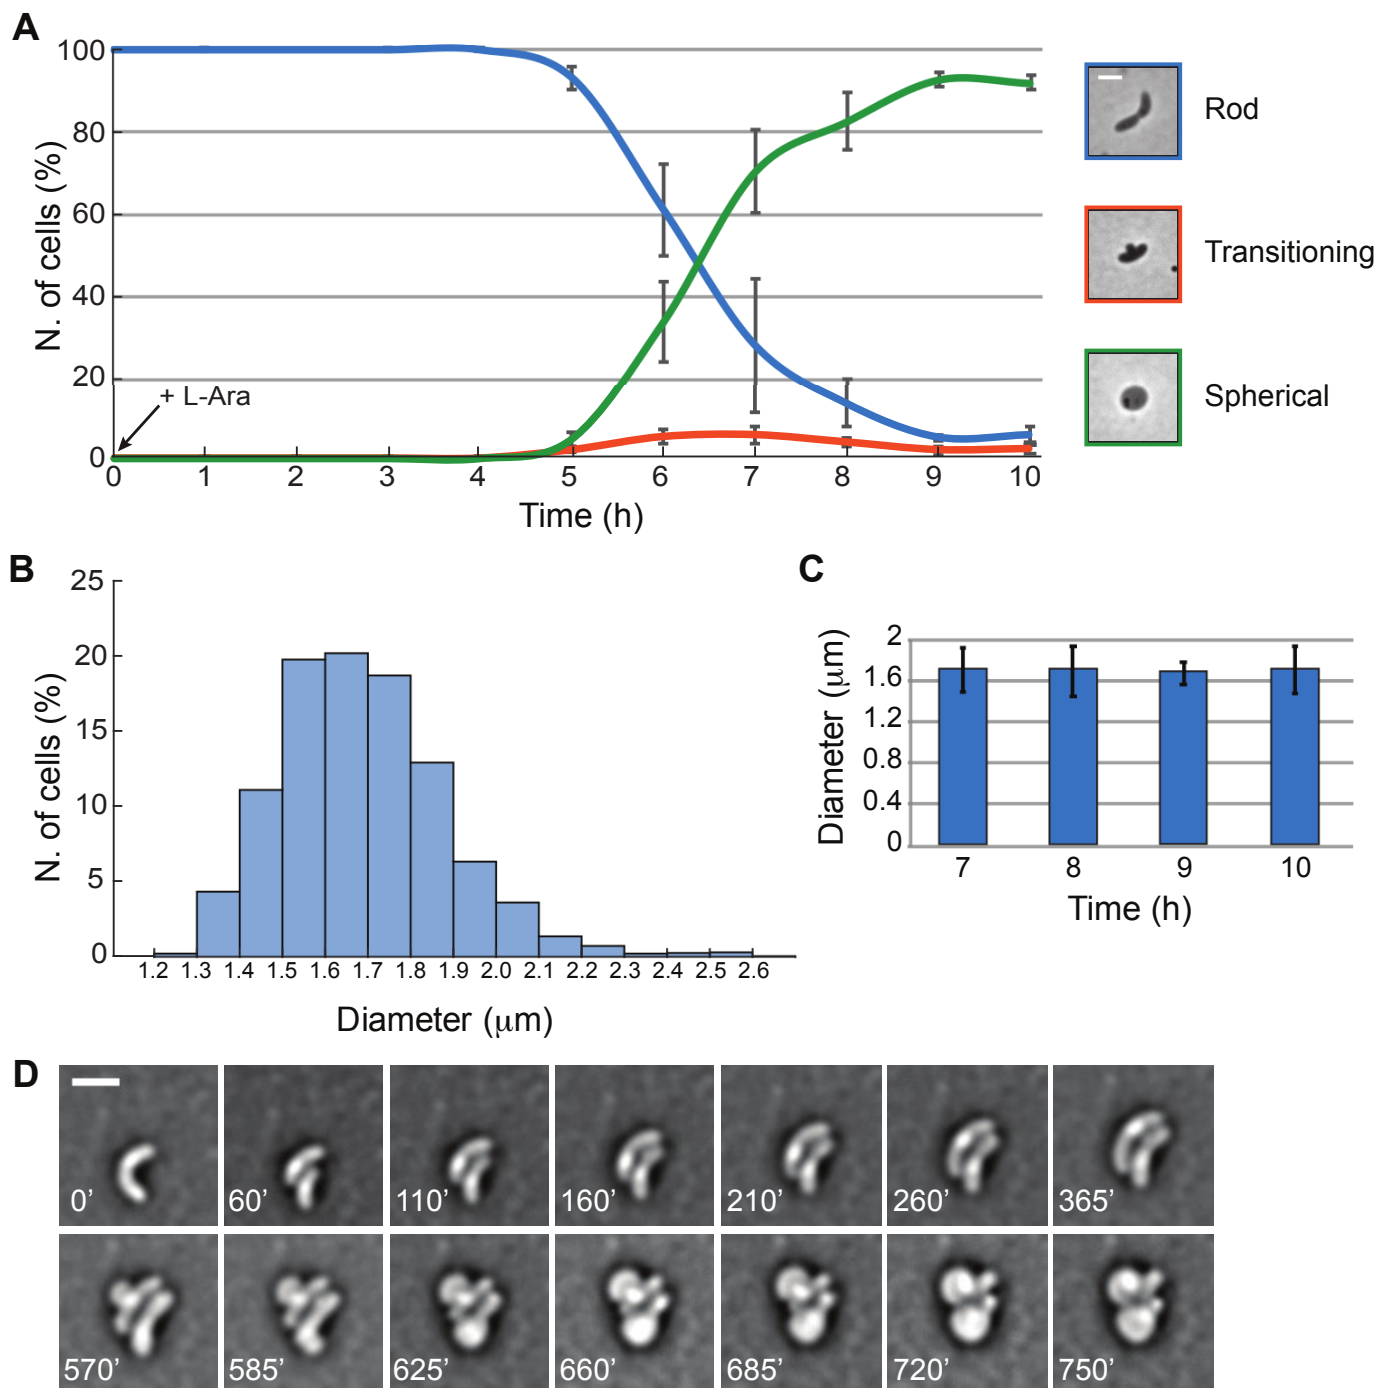 A
N. of cells (%)
100
80
60
40
20
0
+ L-Ara
0 1 2 3 4 5 6 7 8 9 10
Time (h)
Rod
Transitioning
Spherical
B
N. of cells (%)
25
20
15
10
5
0
1.2 1.3 1.4 1.5 1.6 1.7 1.8 1.9 2.0 2.1 2.2 2.3 2.4 2.5 2.6
Diameter (μm)
C
Diameter (μm)
2
1.6
1.2
0.8
0.4
0
7 8 9 10
Time (h)
D
0’ 60’ 110’ 160’ 210’ 260’ 365’
570’ 585’ 625’ 660’ 685’ 720’ 750’